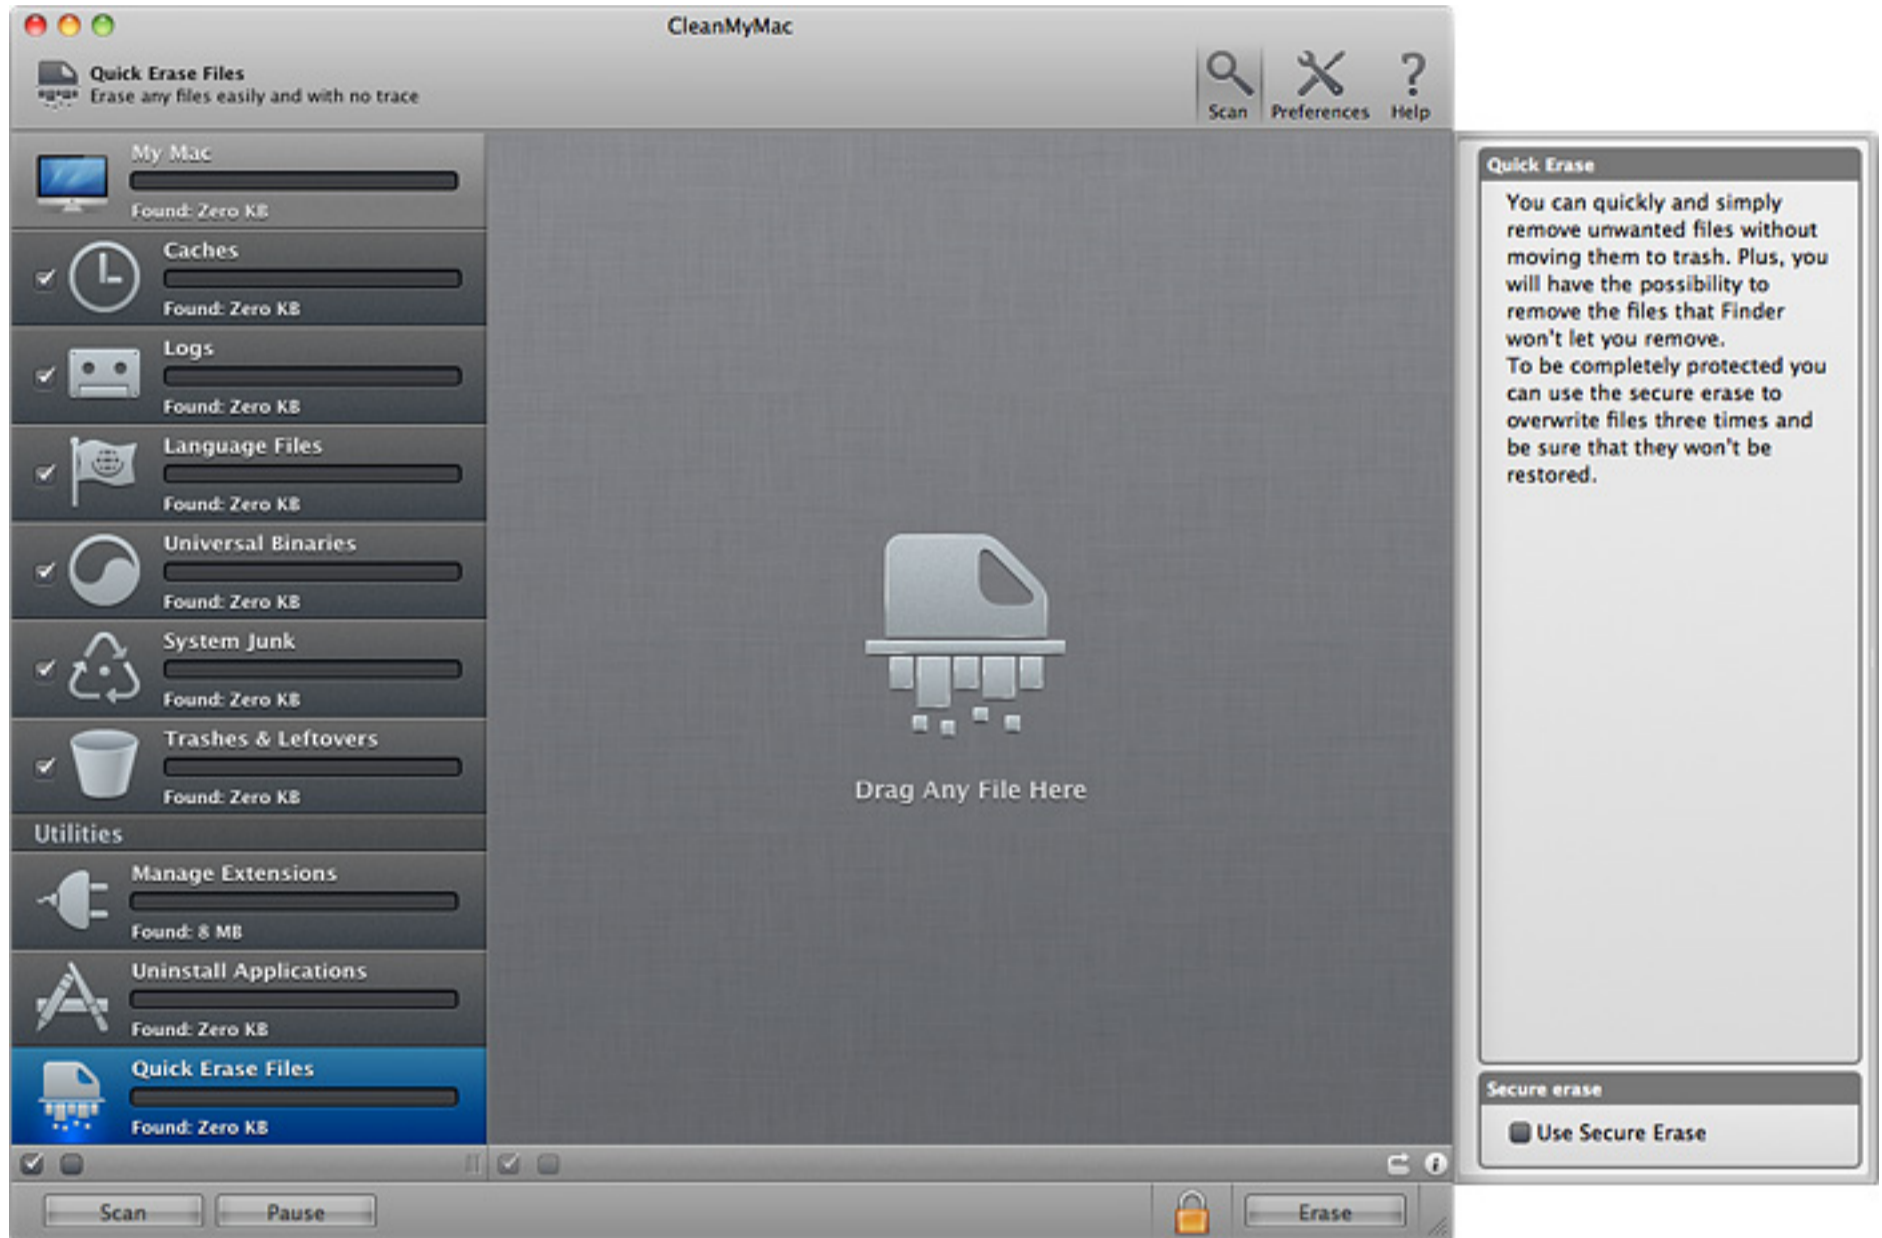 CleanMyMac
Quick Erase Files
Erase any files easily and with no trace
Scan
Preferences
Help
My Mac
Found: Zero KB
Caches
Found: Zero KB
Logs
Found: Zero KB
Language Files
Found: Zero KB
Universal Binaries
Found: Zero KB
System Junk
Found: Zero KB
Trashes & Leftovers
Found: Zero KB
Utilities
Manage Extensions
Found: 8 MB
Uninstall Applications
Found: Zero KB
Quick Erase Files
Found: Zero KB
Scan
Pause
Drag Any File Here
Erase
Quick Erase
You can quickly and simply
remove unwanted files without
moving them to trash. Plus, you
will have the possibility to
remove the files that Finder
won't let you remove.
To be completely protected you
can use the secure erase to
overwrite files three times and
be sure that they won't be
restored.
Secure erase
Use Secure Erase